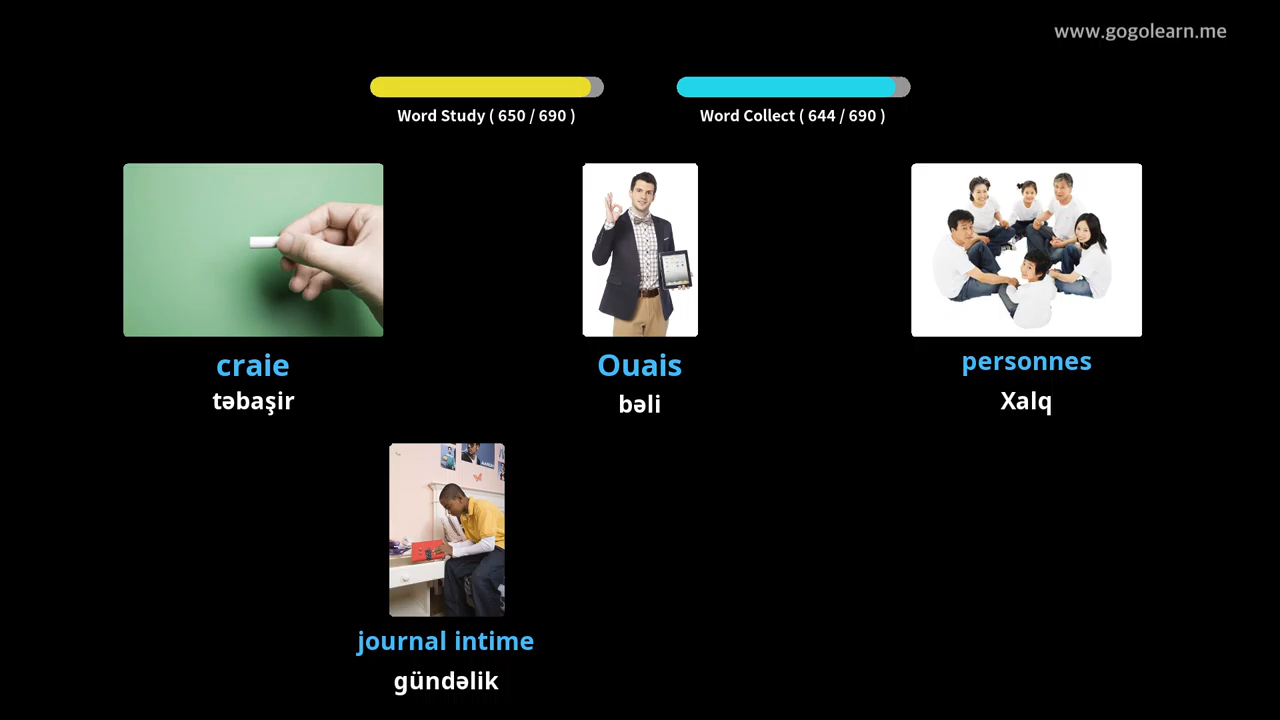 www.gogolearn.me
Word Study ( 650 / 690 )
Word Collect ( 644 / 690 )
craie
təbaşir
Ouais
bəli
personnes
Xalq
journal intime
gündəlik